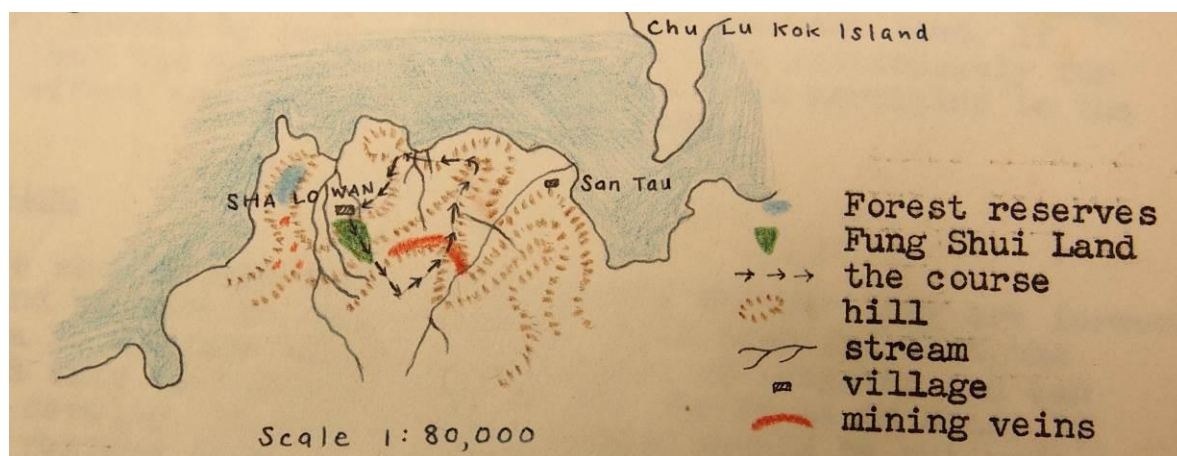 Chu Lu Kok Island
SHA LO WAN
San Tau
Forest reserves
Fung Shui Land
the course
hill
stream
village
mining veins
Scale 1:80,000